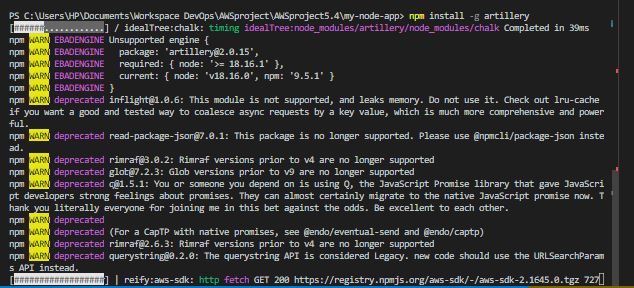 PS C:\Users\HP\Documents\Workspace DevOps\AWSproject\AWSproject5.4\my-node-app> npm install -g artillery
[######............] / idealTree:chalk: timing idealTree:node_modules/artillery/node_modules/chalk Completed in 39ms
npm WARN EBADENGINE Unsupported engine {
npm WARN EBADENGINE   package: 'artillery@2.0.15',
npm WARN EBADENGINE   required: { node: '>= 18.16.1' },
npm WARN EBADENGINE   current: { node: 'v18.16.0', npm: '9.5.1' }
npm WARN EBADENGINE }
npm WARN deprecated inflight@1.0.6: This module is not supported, and leaks memory. Do not use it. Check out lru-cache
if you want a good and tested way to coalesce async requests by a key value, which is much more comprehensive and power
ful.
npm WARN deprecated read-package-json@7.0.1: This package is no longer supported. Please use @npmcli/package-json inste
ad.
npm WARN deprecated rimraf@3.0.2: Rimraf versions prior to v4 are no longer supported
npm WARN deprecated glob@7.2.3: Glob versions prior to v9 are no longer supported
npm WARN deprecated q@1.5.1: You or someone you depend on is using Q, the JavaScript Promise library that gave JavaScri
pt developers strong feelings about promises. They can almost certainly migrate to the native JavaScript promise now. T
hank you literally everyone for joining me in this bet against the odds. Be excellent to each other.
npm WARN deprecated
npm WARN deprecated (For a CapTP with native promises, see @endo/eventual-send and @endo/captp)
npm WARN deprecated rimraf@2.6.3: Rimraf versions prior to v4 are no longer supported
npm WARN deprecated querystring@0.2.0: The querystring API is considered Legacy. new code should use the URLSearchParam
s API instead.
[##################] | reify:aws-sdk: http fetch GET 200 https://registry.npmjs.org/aws-sdk/-/aws-sdk-2.1645.0.tgz 727